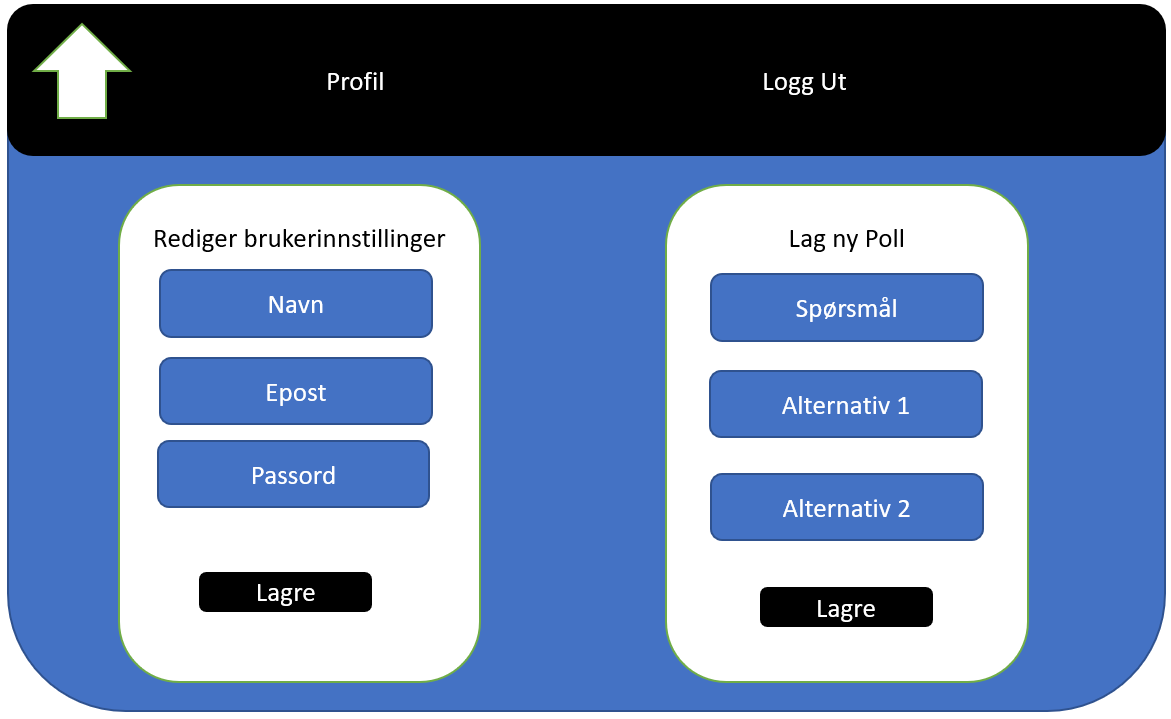 Profil
Logg Ut
Rediger brukerinnstillinger
Navn
Epost
Passord
Lagre
Lag ny Poll
Spørsmål
Alternativ 1
Alternativ 2
Lagre